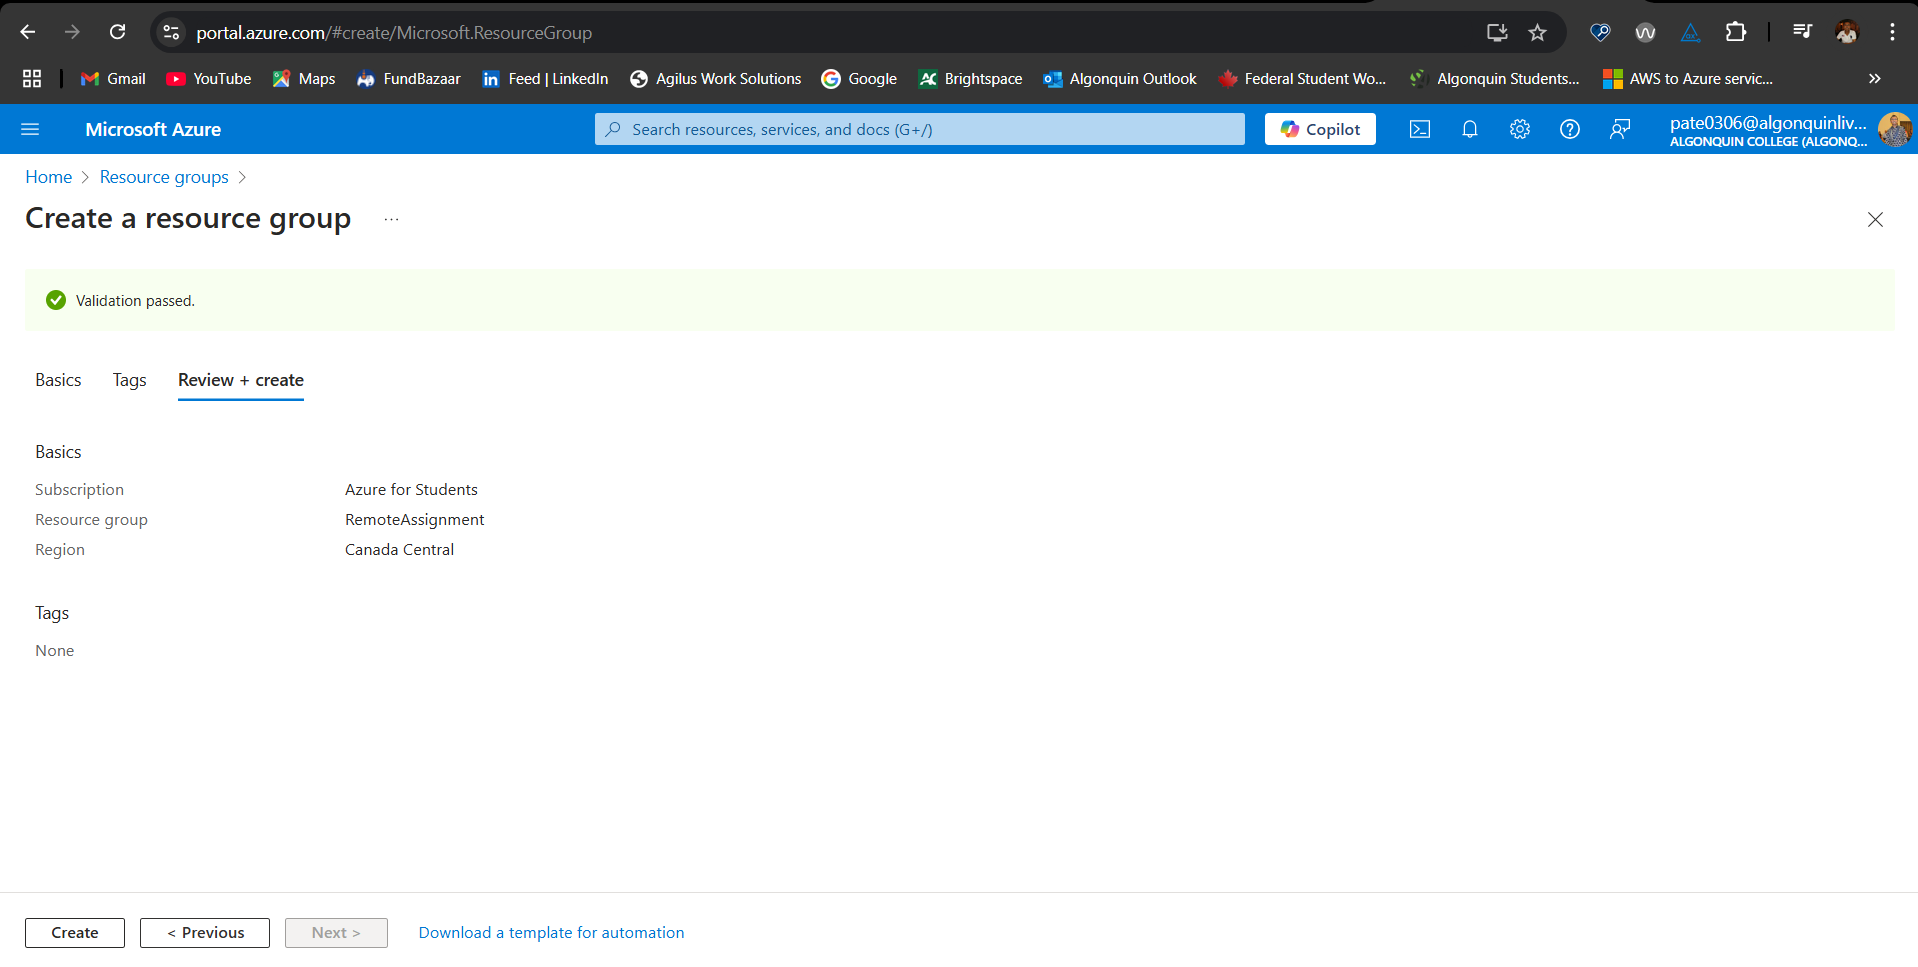 portal.azure.com/#create/Microsoft.ResourceGroup
Gmail YouTube Maps FundBazaar Feed | LinkedIn Agilus Work Solutions Google Brightspace Algonquin Outlook Federal Student Wo... Algonquin Students... AWS to Azure servic... »
Microsoft Azure Search resources, services, and docs (G+/) Copilot pate0306@algonquinliv...
ALGONQUIN COLLEGE (ALGONQ...
Home > Resource groups >
Create a resource group ...
Validation passed.
Basics Tags Review + create
Basics
Subscription Azure for Students
Resource group RemoteAssignment
Region Canada Central
Tags
None
Create < Previous Next > Download a template for automation